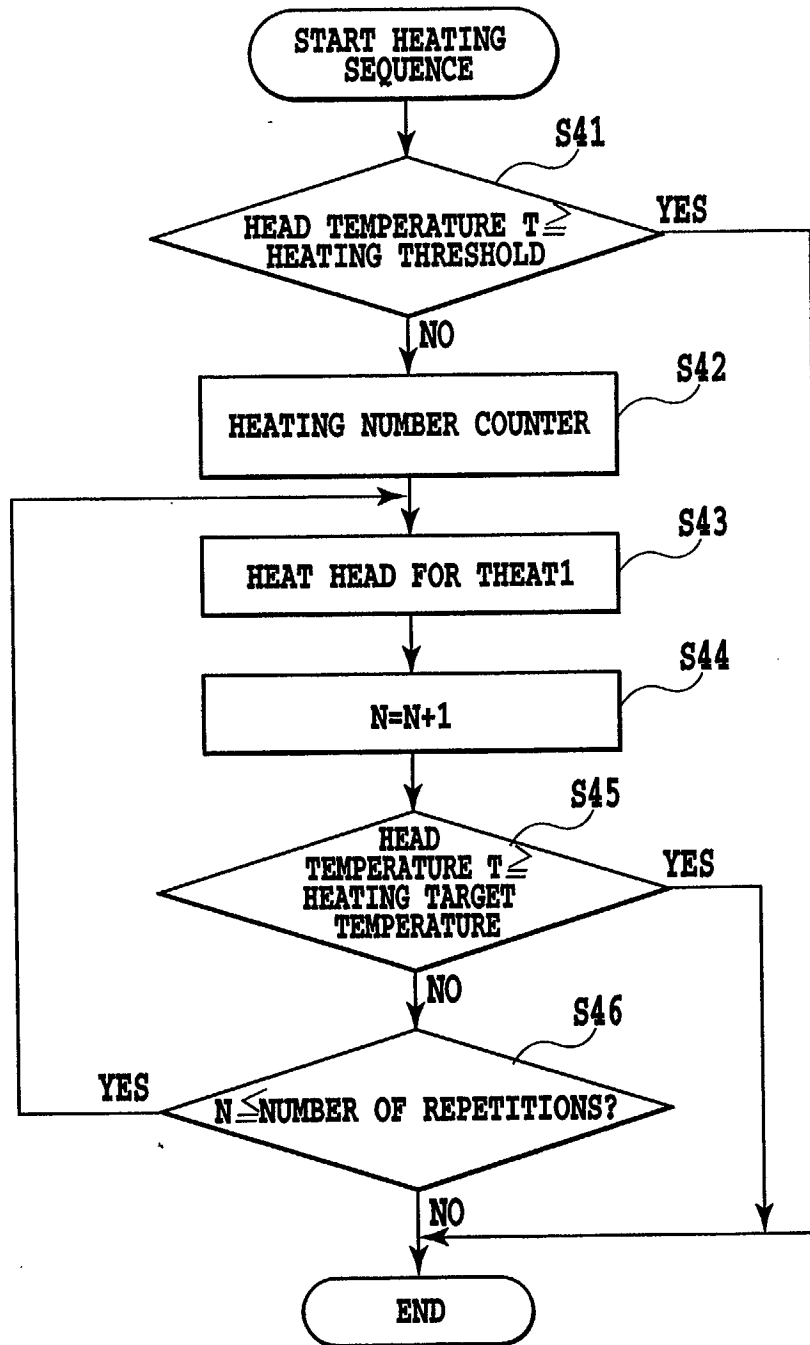 START HEATING
SEQUENCE
S41
HEAD TEMPERATURE T≧
HEATING THRESHOLD
YES
NO
S42
HEATING NUMBER COUNTER
S43
HEAT HEAD FOR THEAT1
S44
N=N+1
S45
HEAD
TEMPERATURE T≧
HEATING TARGET
TEMPERATURE
YES
NO
S46
YES
N≦NUMBER OF REPETITIONS?
NO
END